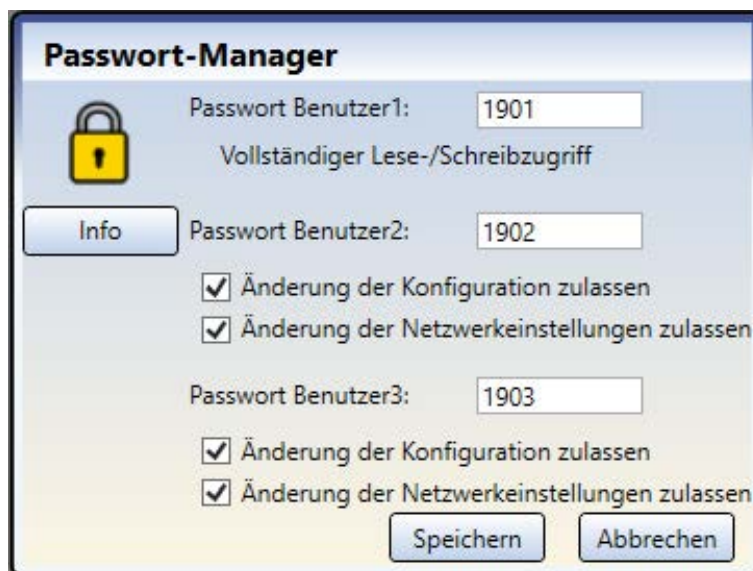 Passwort-Manager
Passwort Benutzer1: 1901
Vollständiger Lese-/Schreibzugriff
Info
Passwort Benutzer2: 1902
Änderung der Konfiguration zulassen
Änderung der Netzwerkeinstellungen zulassen
Passwort Benutzer3: 1903
Änderung der Konfiguration zulassen
Änderung der Netzwerkeinstellungen zulassen
Speichern Abbrechen